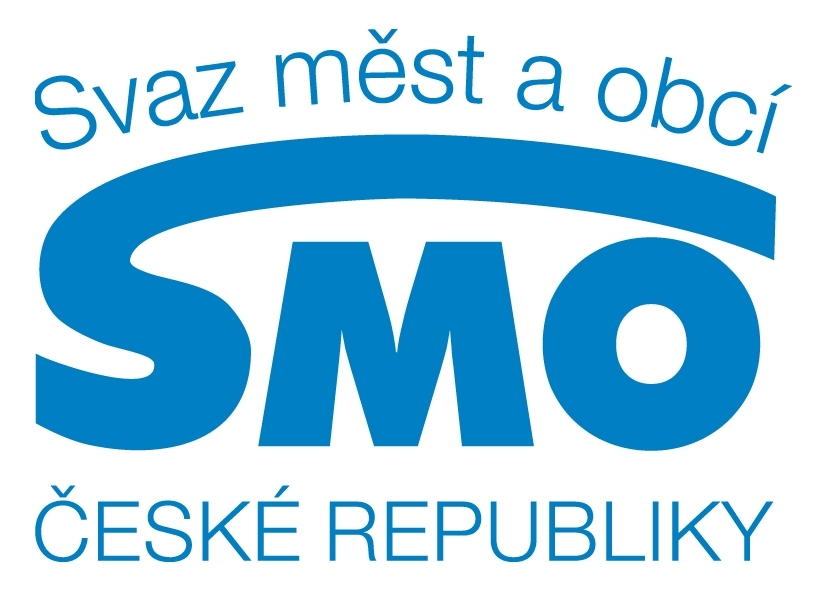 Svaz měst a obcí
SMO
ČESKÉ REPUBLIKY